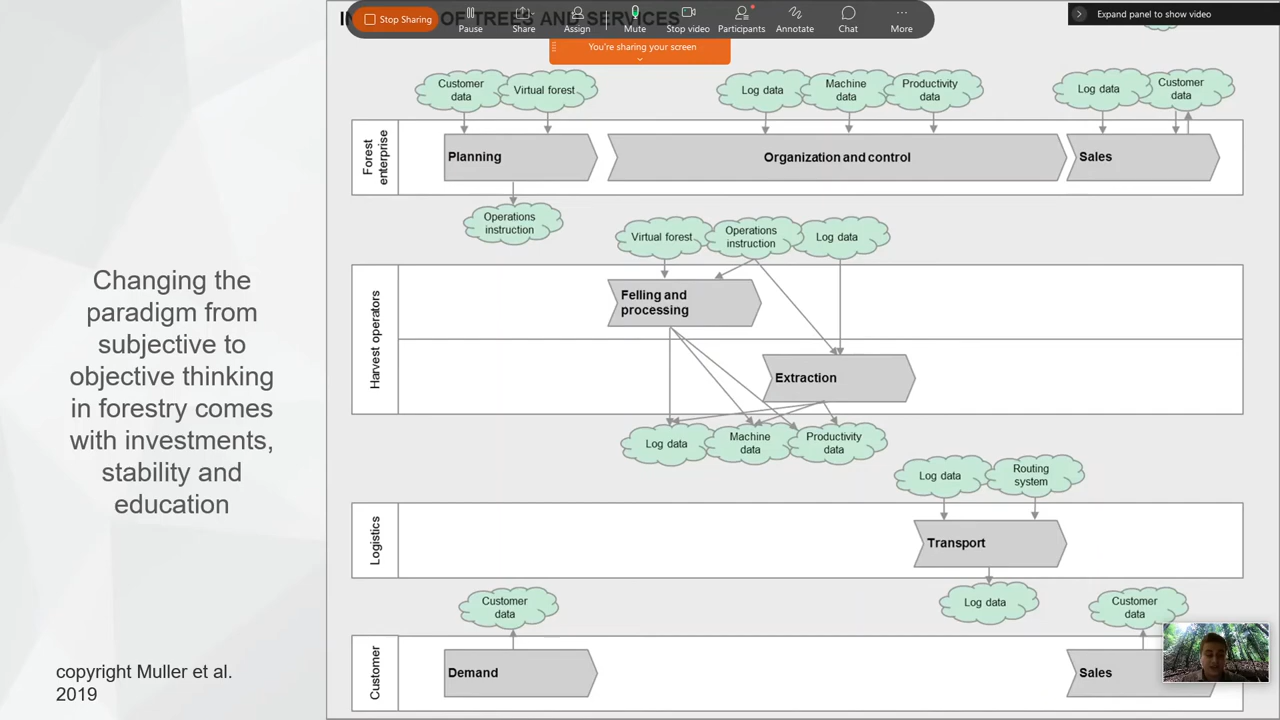 IN
OF TREES AND SERVICES
Stop Sharing
Pause
Share
Assign
Mute
Stop video
Participants
Annotate
Chat
More
You're sharing your screen
Expand panel to show video
Customer
data
Virtual forest
Log data
Machine
data
Productivity
data
Log data
Customer
data
Forest
enterprise
Planning
Organization and control
Sales
Operations
instruction
Virtual forest
Operations
instruction
Log data
Harvest operators
Felling and
processing
Extraction
Log data
Machine
data
Productivity
data
Log data
Routing
system
Logistics
Transport
Customer
data
Log data
Customer
data
Customer
Demand
Sales
Changing the
paradigm from
subjective to
objective thinking
in forestry comes
with investments,
stability and
education
copyright Muller et al.
2019